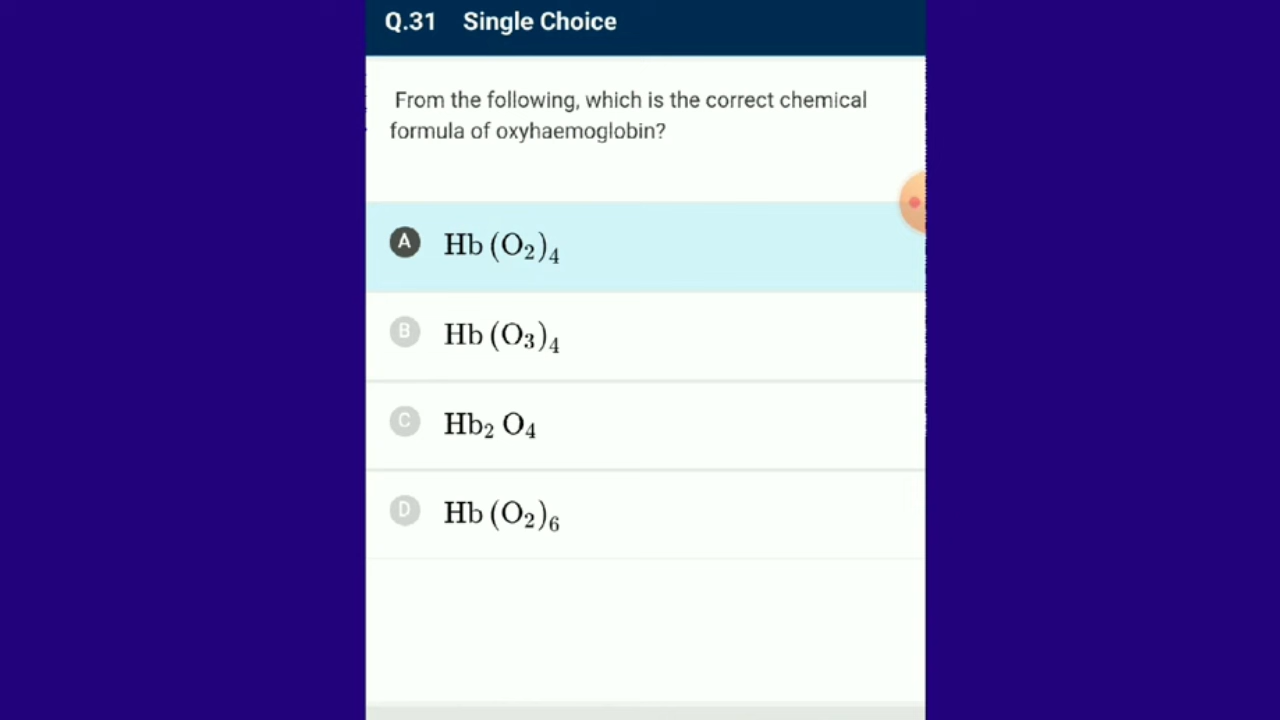 Q.31 Single Choice
From the following, which is the correct chemical
formula of oxyhaemoglobin?
A Hb (O₂)₄
B Hb (O₃)₄
C Hb₂ O₄
D Hb (O₂)₆